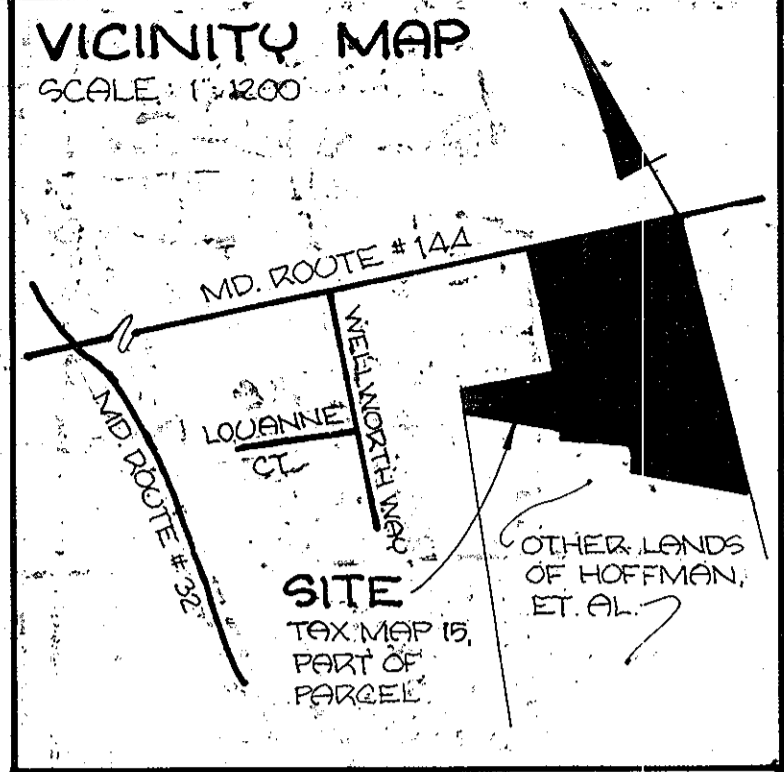 VICINITY MAP
SCALE: 1" 1200'
MD. ROUTE # 144
MD. ROUTE # 32
LOUANNE
CT.
WEELWORTH WAY
SITE
TAX MAP 15,
PART OF
PARCEL
OTHER LANDS
OF HOFFMAN,
ET. AL.